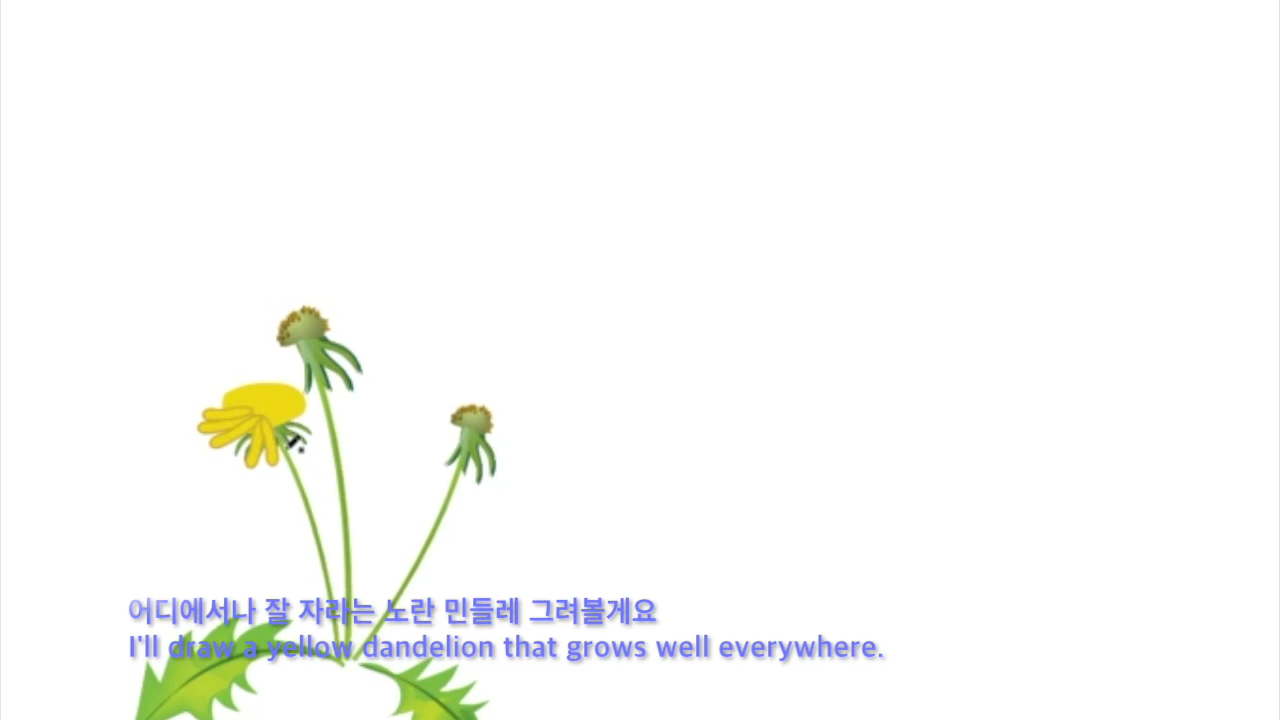 어디에서나 잘 자라는 노란 민들레 그려볼게요
I'll draw a yellow dandelion that grows well everywhere.